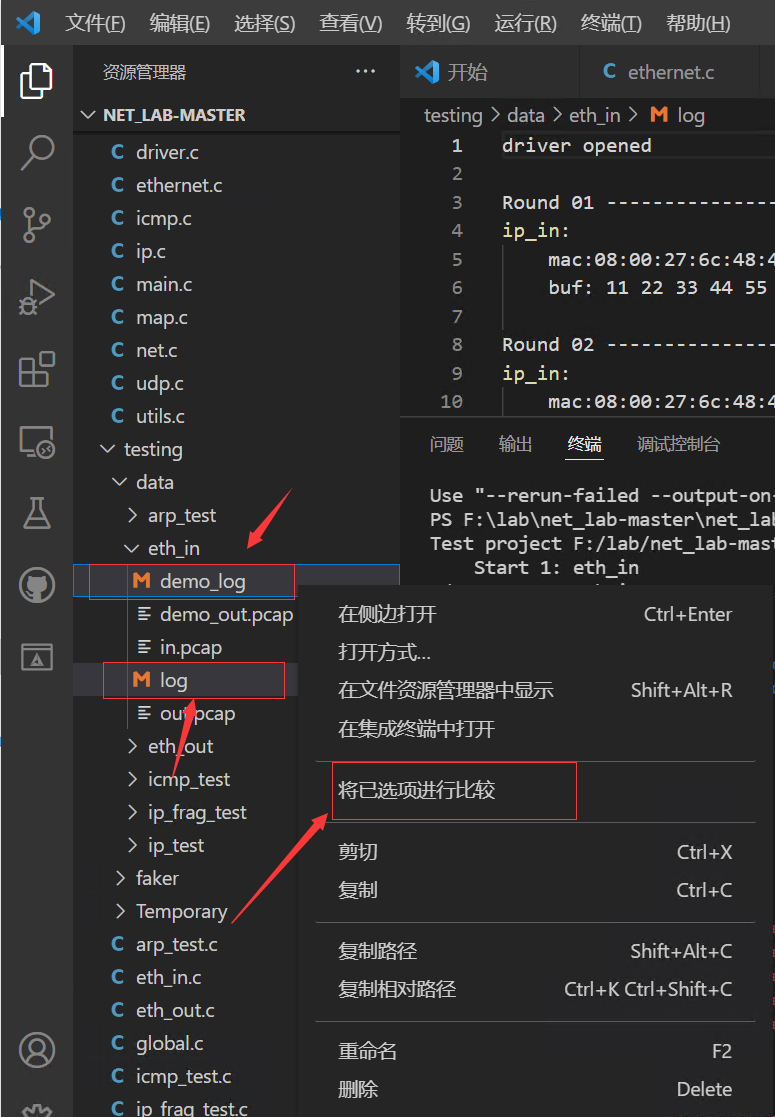 文件(F) 编辑(E) 选择(S) 查看(V) 转到(G) 运行(R) 终端(T) 帮助(H)
资源管理器 ···
NET_LAB-MASTER
C driver.c
C ethernet.c
C icmp.c
C ip.c
C main.c
C map.c
C net.c
C udp.c
C utils.c
testing
data
arp_test
eth_in
demo_log
demo_out.pcap
in.pcap
log
out.pcap
eth_out
icmp_test
ip_frag_test
ip_test
faker
Temporary
C arp_test.c
C eth_in.c
C eth_out.c
C global.c
C icmp_test.c
C ip_frag_test.c
开始 C ethernet.c
testing > data > eth_in > M log
1 driver opened
2
3 Round 01 ---------------
4 ip_in:
5 mac:08:00:27:6c:48:4
6 buf: 11 22 33 44 55
7
8 Round 02 ---------------
9 ip_in:
10 mac:08:00:27:6c:48:4
问题 输出 终端 调试控制台
Use "--rerun-failed --output-on-
PS F:\lab\net_lab-master\net_lab
Test project F:/lab/net_lab-mast
Start 1: eth_in
在侧边打开 Ctrl+Enter
打开方式...
在文件资源管理器中显示 Shift+Alt+R
在集成终端中打开
将已选项进行比较
剪切 Ctrl+X
复制 Ctrl+C
复制路径 Shift+Alt+C
复制相对路径 Ctrl+K Ctrl+Shift+C
重命名 F2
删除 Delete